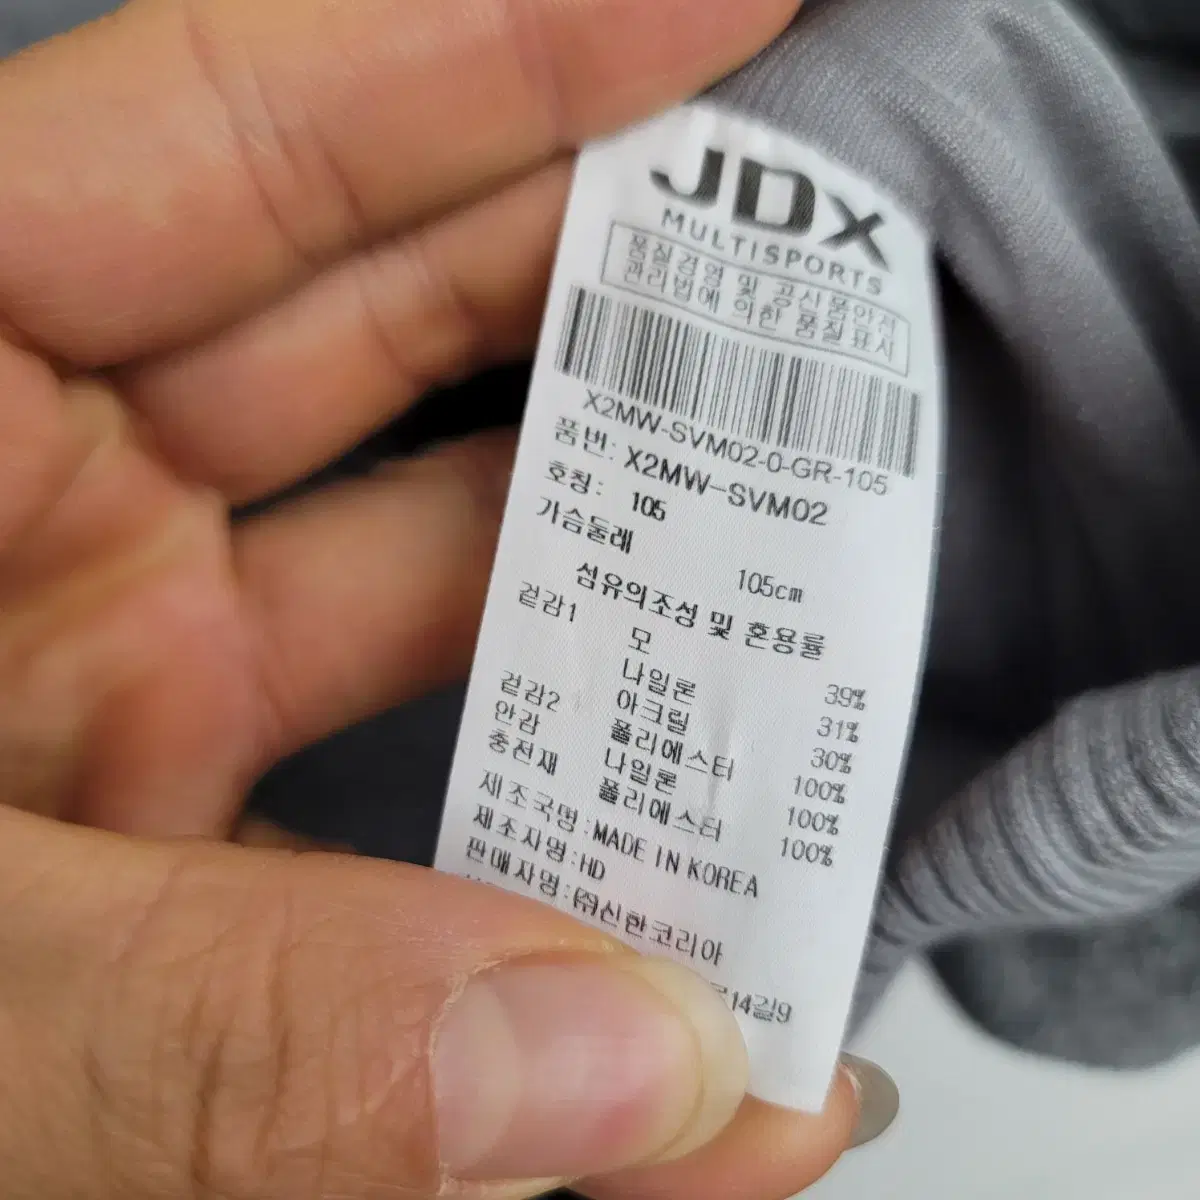 JDX
MULTISPORTS
품질경영 및 공산품안전
관리법에 의한 품질표시
X2MW-SVM02-0-GR-105
품번: X2MW-SVM02
호칭: 105
가슴둘레 105cm
섬유의조성 및 혼용률
겉감1 모 39%
나일론 31%
아크릴 30%
겉감2 폴리에스터 100%
안감 나일론 100%
충전재 폴리에스터 100%
제조국명:MADE IN KOREA
제조자명:HD
판매자명:㈜신한코리아
14길9